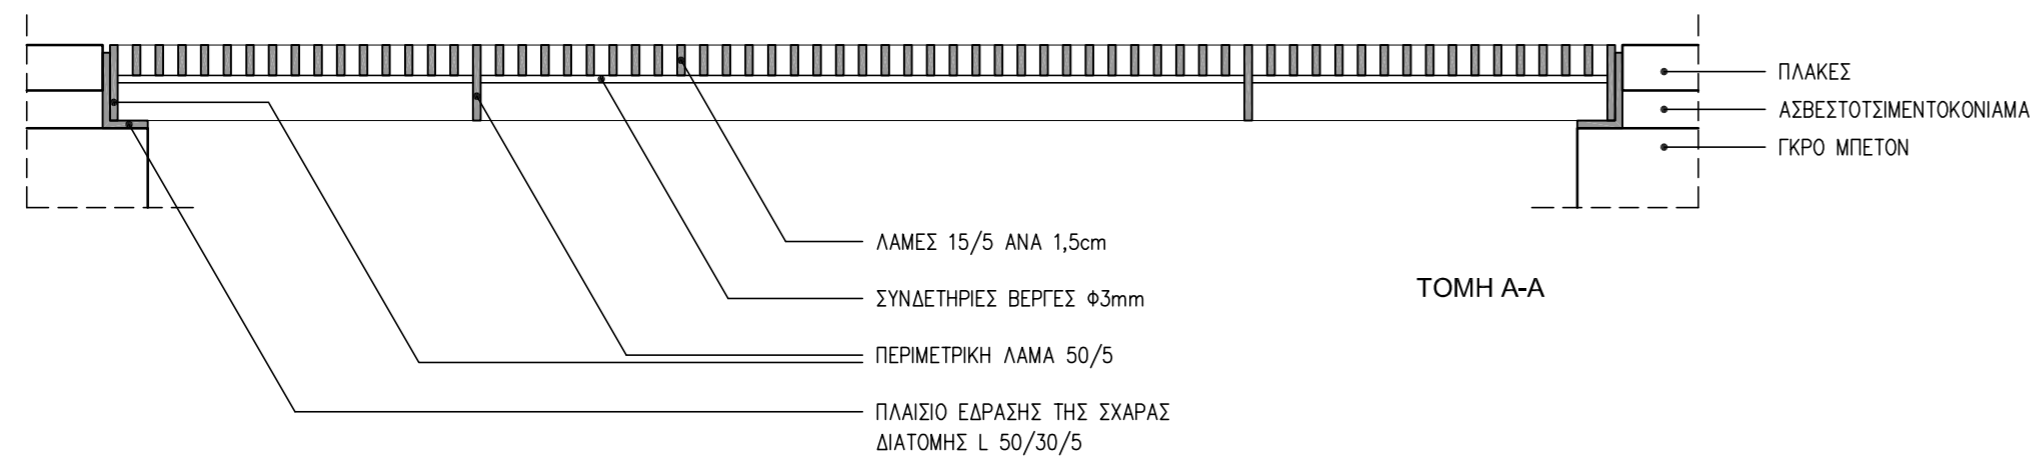 ΠΛΑΚΕΣ
ΑΣΒΕΣΤΟΤΣΙΜΕΝΤΟΚΟΝΙΑΜΑ
ΓΚΡΟ ΜΠΕΤΟΝ
ΛΑΜΕΣ 15/5 ΑΝΑ 1,5cm
ΣΥΝΔΕΤΗΡΙΕΣ ΒΕΡΓΕΣ Φ3mm
ΤΟΜΗ Α-Α
ΠΕΡΙΜΕΤΡΙΚΗ ΛΑΜΑ 50/5
ΠΛΑΙΣΙΟ ΕΔΡΑΣΗΣ ΤΗΣ ΣΧΑΡΑΣ
ΔΙΑΤΟΜΗΣ L 50/30/5